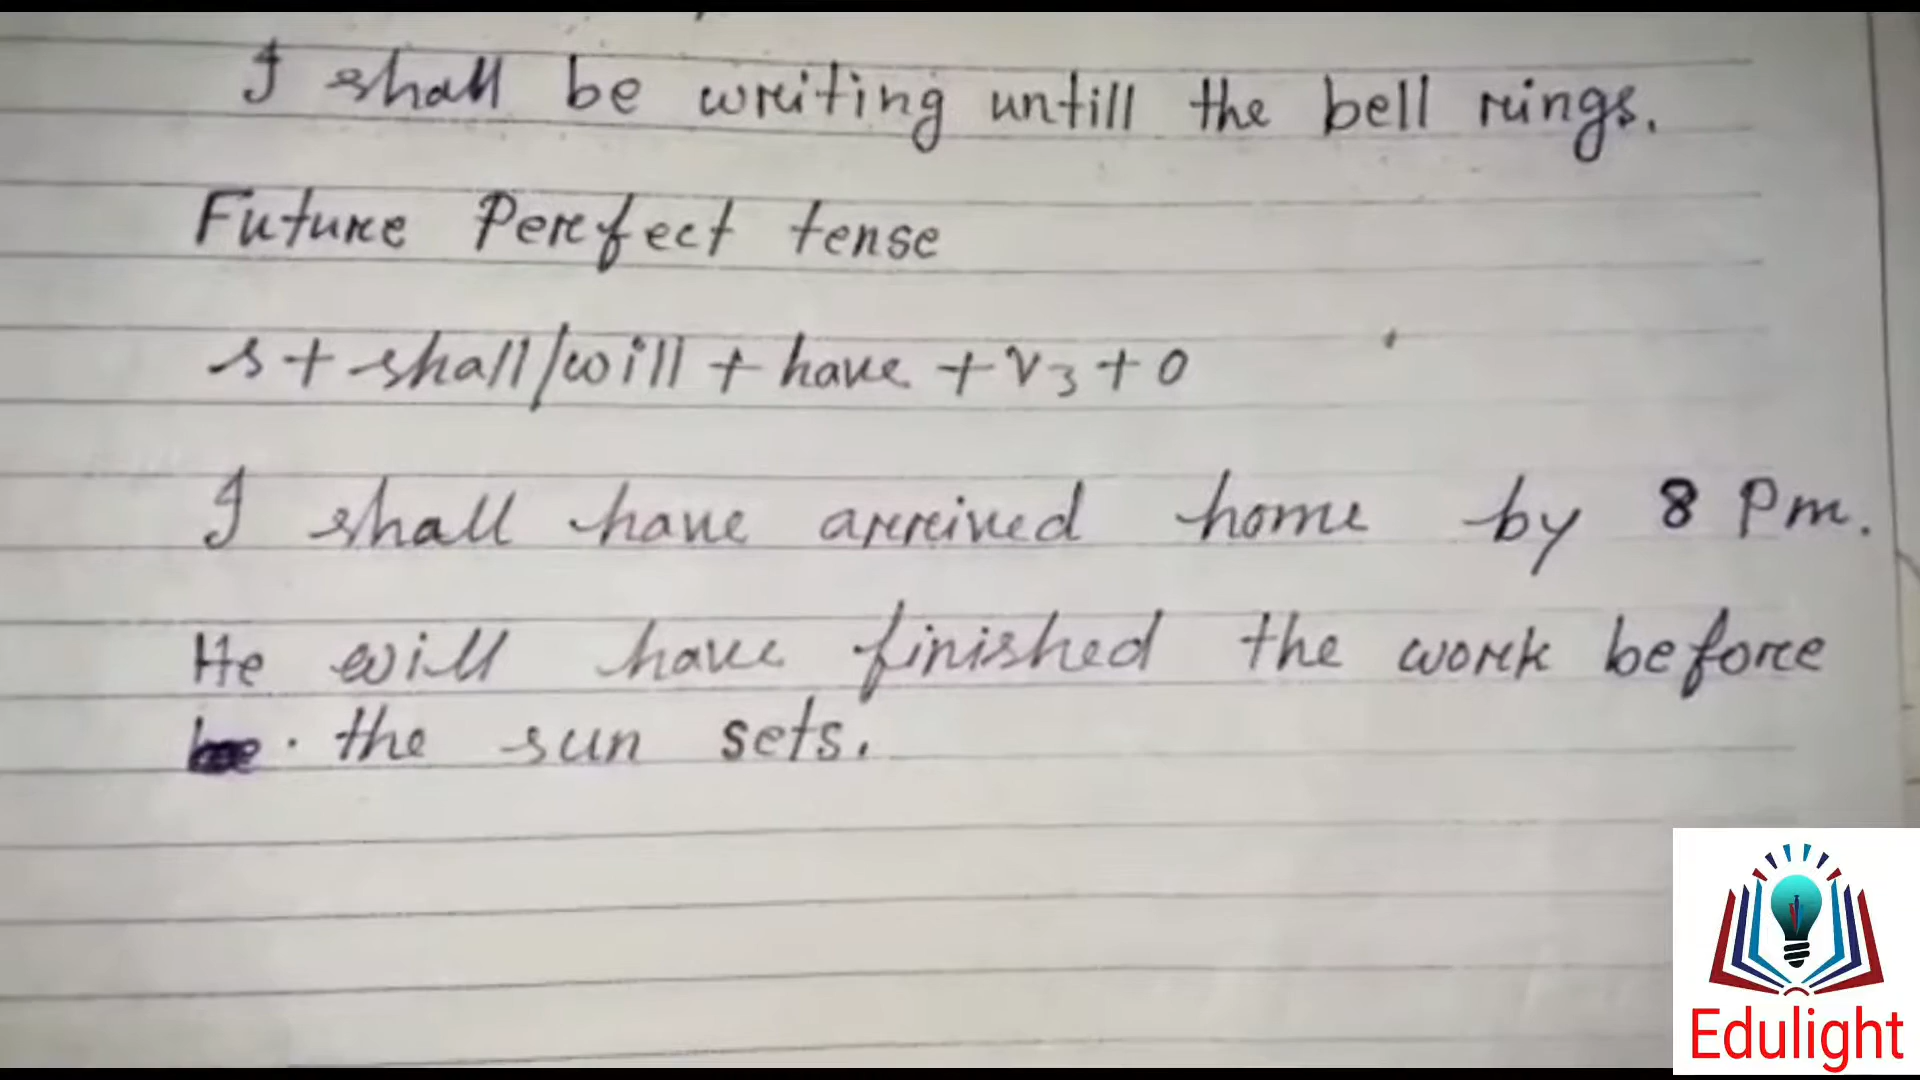 I shall be writing untill the bell rings.
Future Perfect tense
s + shall/will + have + v3 + o
I shall have arrived home by 8 Pm.
He will have finished the work before
the sun sets.
Edulight